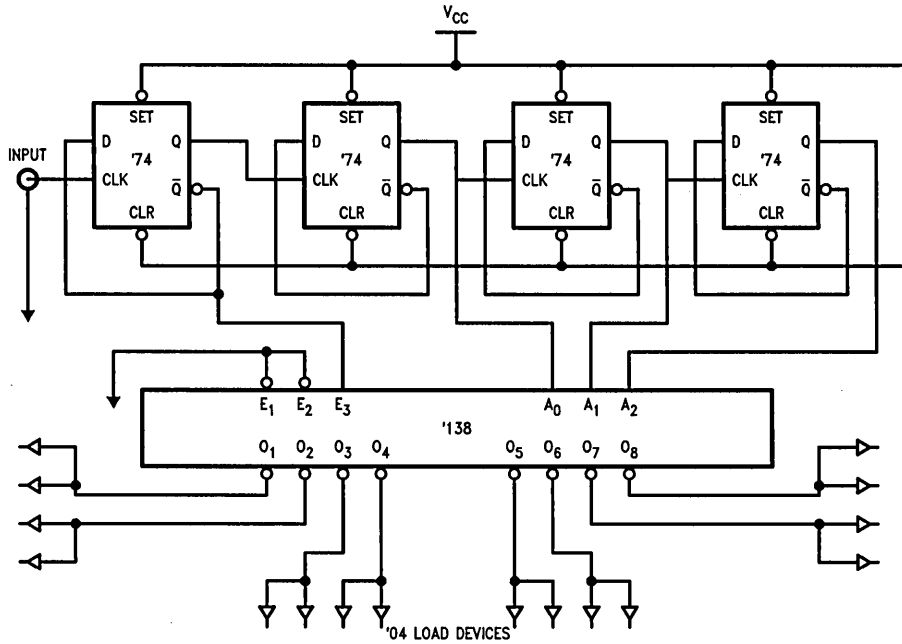 V_CC
SET SET SET SET
D Q D Q D Q D Q
INPUT '74 '74 '74 '74
CLK Q̅ CLK Q̅ CLK Q̅ CLK Q̅
CLR CLR CLR CLR
E₁ E₂ E₃ A₀ A₁ A₂
'138
O₁ O₂ O₃ O₄ O₅ O₆ O₇ O₈
'04 LOAD DEVICES